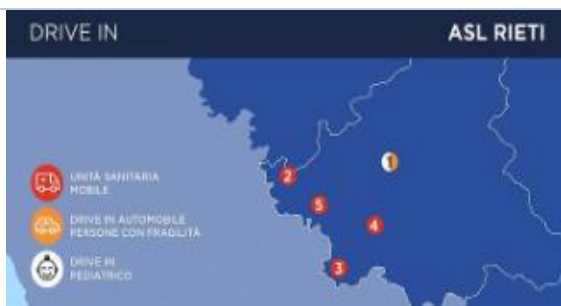 DRIVE IN
ASL RIETI
1
2
5
4
3
UNITÀ SANITARIA
MOBILE
DRIVE IN AUTOMOBILE
PERSONE CON FRAGILITÀ
DRIVE IN
PEDIATRICO